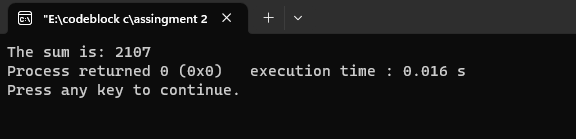 "E:\codeblock c\assingment 2
The sum is: 2107
Process returned 0 (0x0)   execution time : 0.016 s
Press any key to continue.